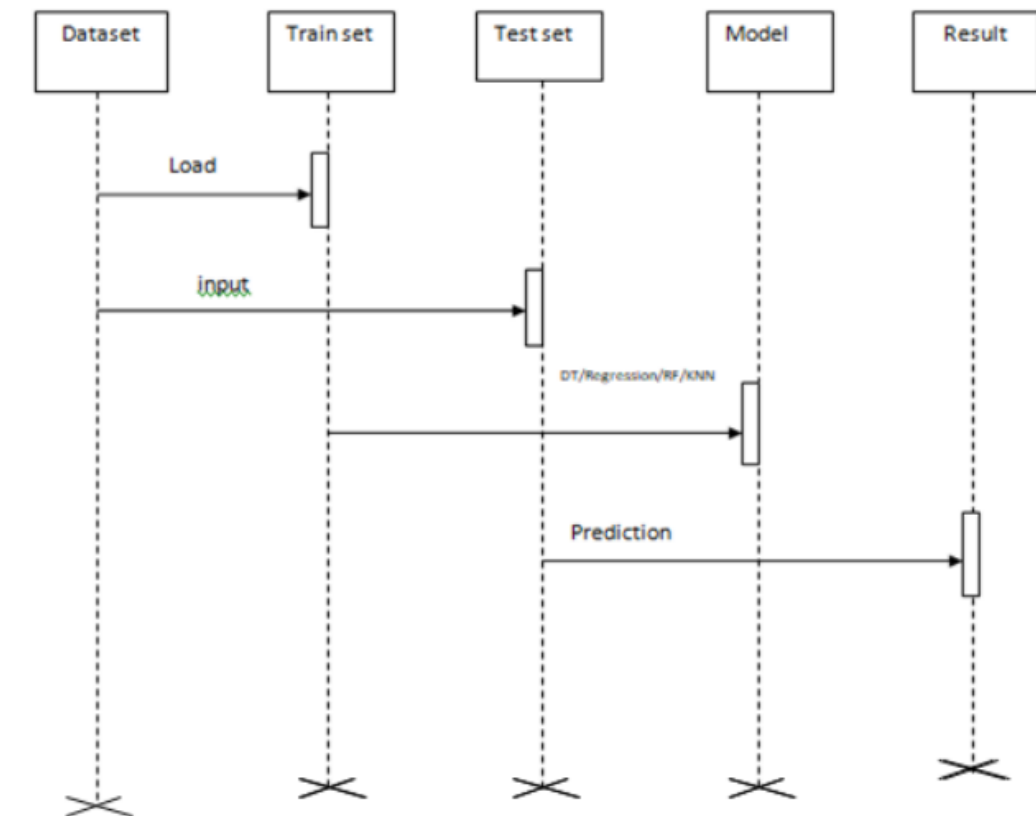 Dataset
Train set
Test set
Model
Result
Load
input
DT/Regression/RF/KNN
Prediction